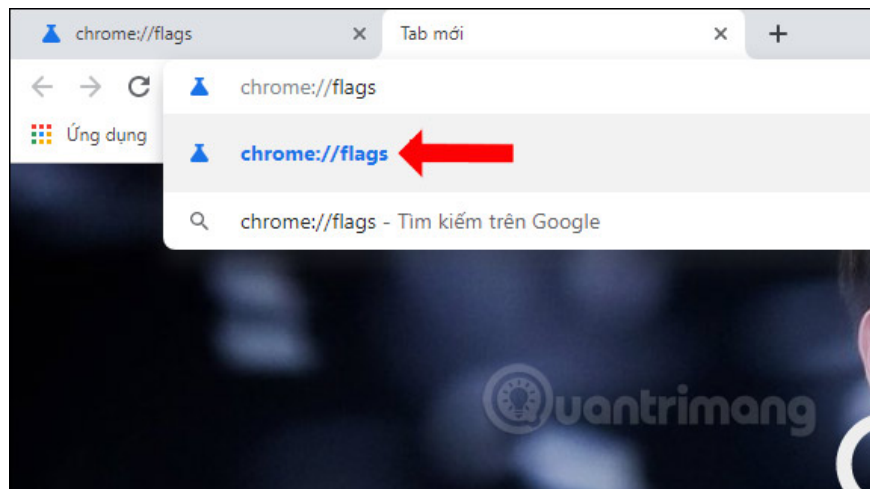 chrome://flags
Tab mới
chrome://flags
Ứng dụng
chrome://flags
chrome://flags - Tìm kiếm trên Google
Quantrimang